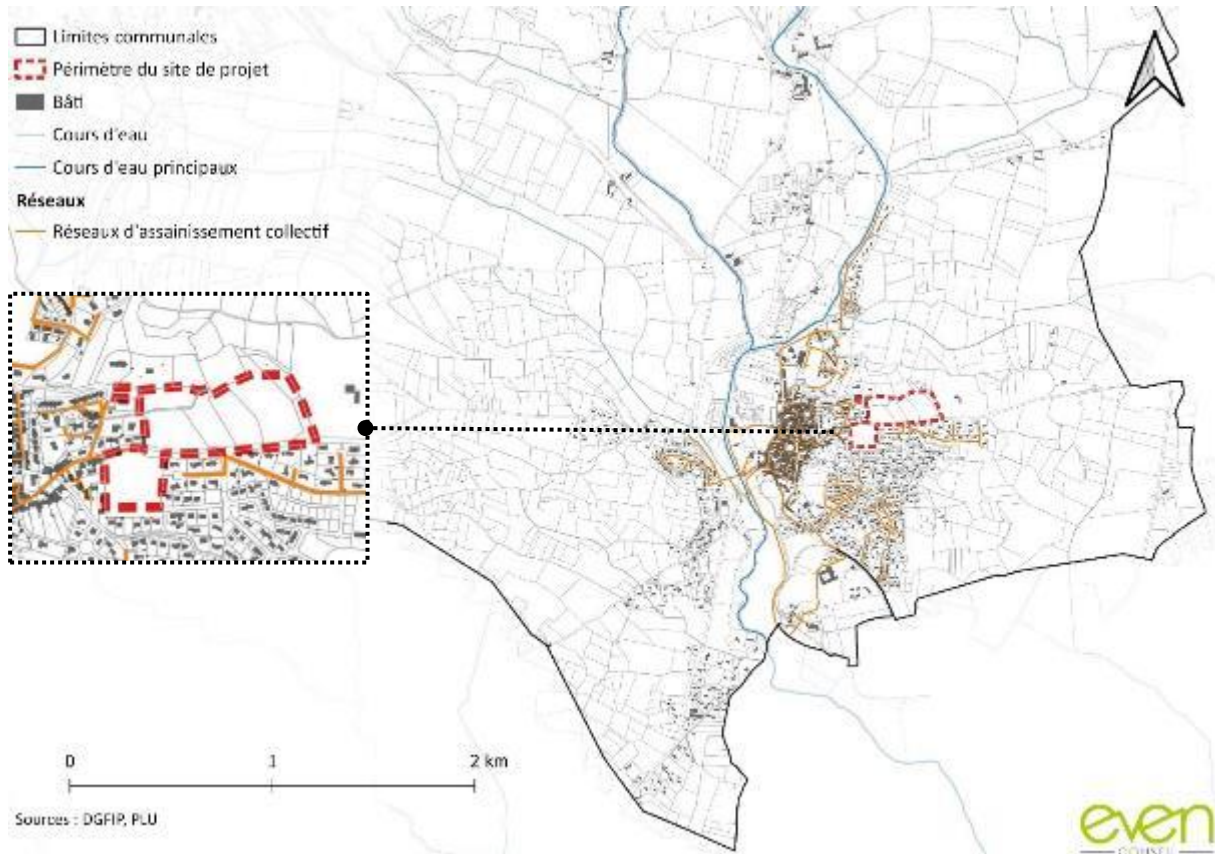 Limites communales
Périmètre du site de projet
Bâti
Cours d'eau
Cours d'eau principaux
Réseaux
Réseaux d'assainissement collectif
0 1 2 km
Sources : DGFIP, PLU
even
CONSEIL